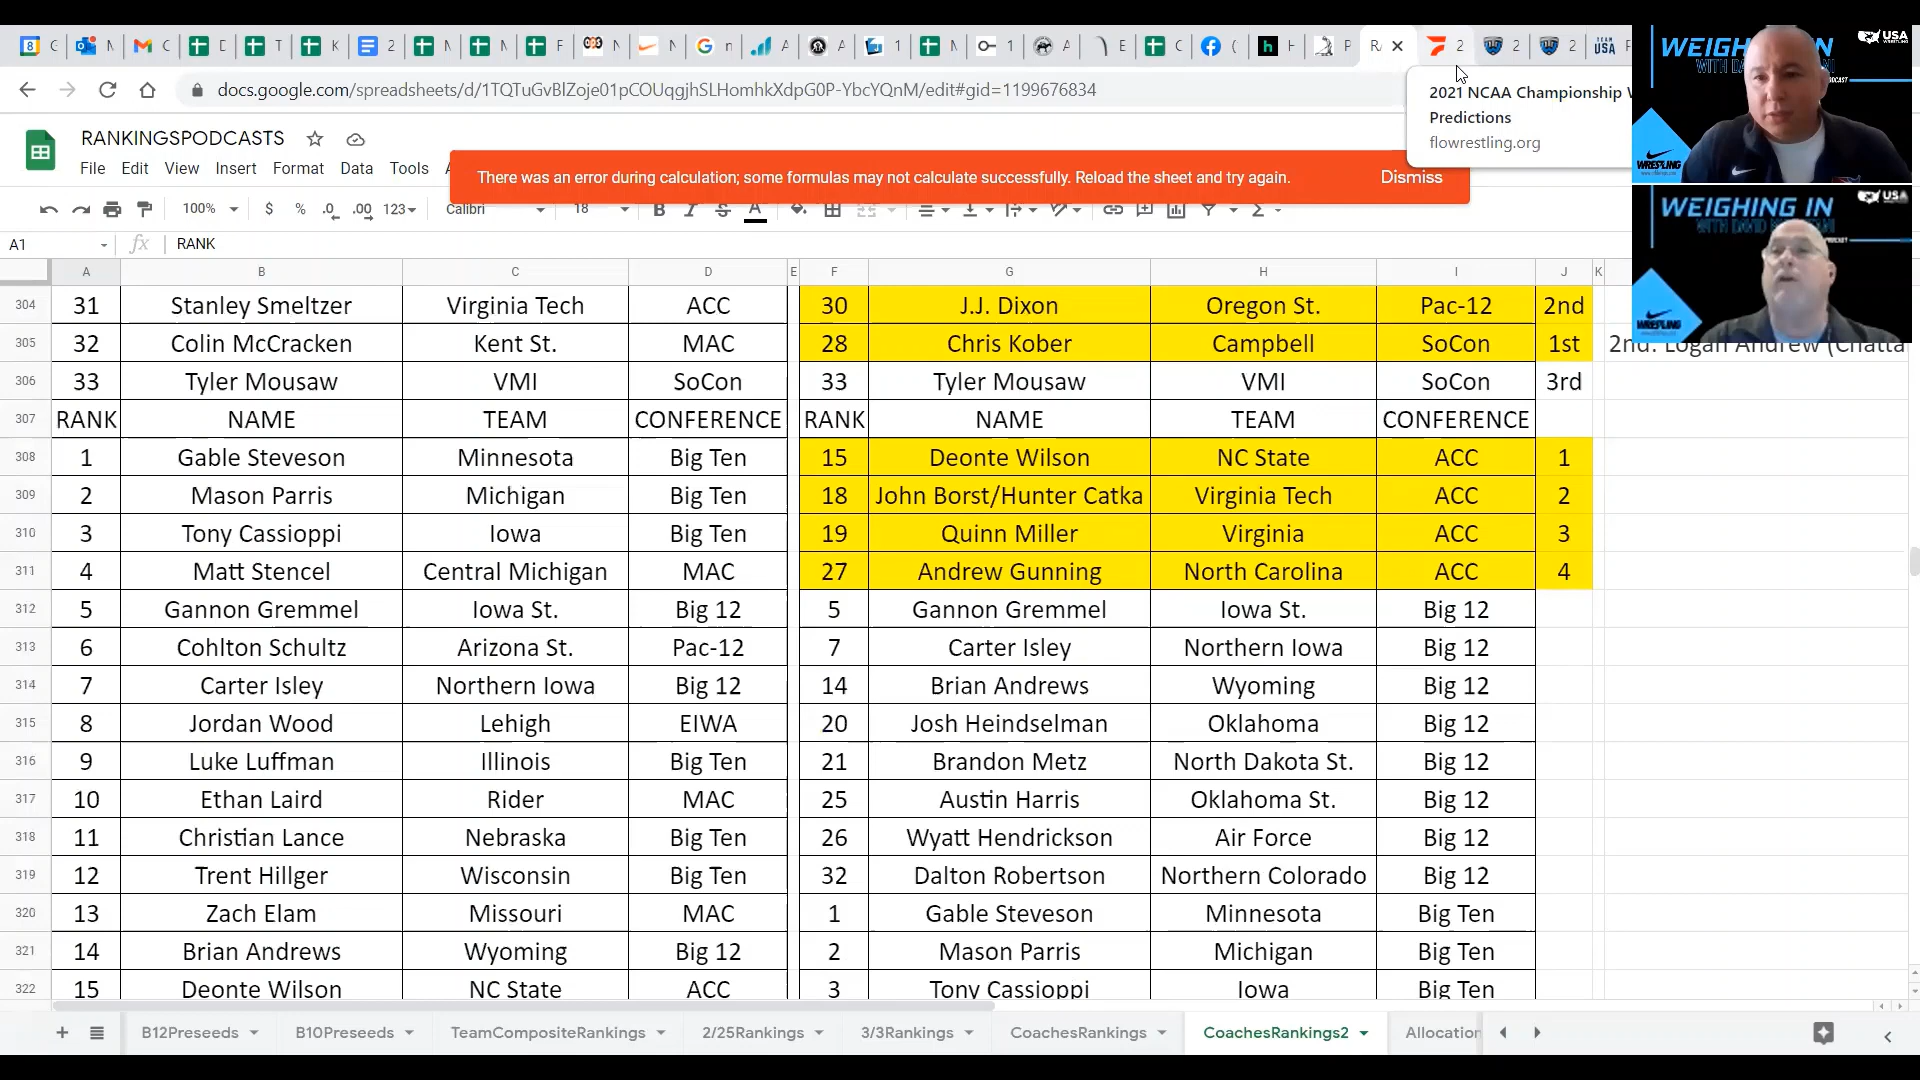 docs.google.com/spreadsheets/d/1TQTuGvBlZoje01pCOUqgjhSLHomhkXdpG0P-YbcYQnM/edit#gid=1199676834
2021 NCAA Championship
Predictions
flowrestling.org
RANKINGSPODCASTS
File Edit View Insert Format Data Tools
There was an error during calculation; some formulas may not calculate successfully. Reload the sheet and try again. Dismiss
100% $ % .0 .00 123 Calibri 18 B I S A
A1 fx RANK
A B C D E F G H I J K
304 31 Stanley Smeltzer Virginia Tech ACC 30 J.J. Dixon Oregon St. Pac-12 2nd
305 32 Colin McCracken Kent St. MAC 28 Chris Kober Campbell SoCon 1st 2nd: Logan Andrew (Chatta
306 33 Tyler Mousaw VMI SoCon 33 Tyler Mousaw VMI SoCon 3rd
307 RANK NAME TEAM CONFERENCE RANK NAME TEAM CONFERENCE
308 1 Gable Steveson Minnesota Big Ten 15 Deonte Wilson NC State ACC 1
309 2 Mason Parris Michigan Big Ten 18 John Borst/Hunter Catka Virginia Tech ACC 2
310 3 Tony Cassioppi Iowa Big Ten 19 Quinn Miller Virginia ACC 3
311 4 Matt Stencel Central Michigan MAC 27 Andrew Gunning North Carolina ACC 4
312 5 Gannon Gremmel Iowa St. Big 12 5 Gannon Gremmel Iowa St. Big 12
313 6 Cohlton Schultz Arizona St. Pac-12 7 Carter Isley Northern Iowa Big 12
314 7 Carter Isley Northern Iowa Big 12 14 Brian Andrews Wyoming Big 12
315 8 Jordan Wood Lehigh EIWA 20 Josh Heindselman Oklahoma Big 12
316 9 Luke Luffman Illinois Big Ten 21 Brandon Metz North Dakota St. Big 12
317 10 Ethan Laird Rider MAC 25 Austin Harris Oklahoma St. Big 12
318 11 Christian Lance Nebraska Big Ten 26 Wyatt Hendrickson Air Force Big 12
319 12 Trent Hillger Wisconsin Big Ten 32 Dalton Robertson Northern Colorado Big 12
320 13 Zach Elam Missouri MAC 1 Gable Steveson Minnesota Big Ten
321 14 Brian Andrews Wyoming Big 12 2 Mason Parris Michigan Big Ten
322 15 Deonte Wilson NC State ACC 3 Tony Cassioppi Iowa Big Ten
B12Preseeds B10Preseeds TeamCompositeRankings 2/25Rankings 3/3Rankings CoachesRankings CoachesRankings2 Allocation
WEIGHING IN
WITH DAVID
USA
WRESTLING
WEIGHING IN
WITH DAVID
USA
WRESTLING